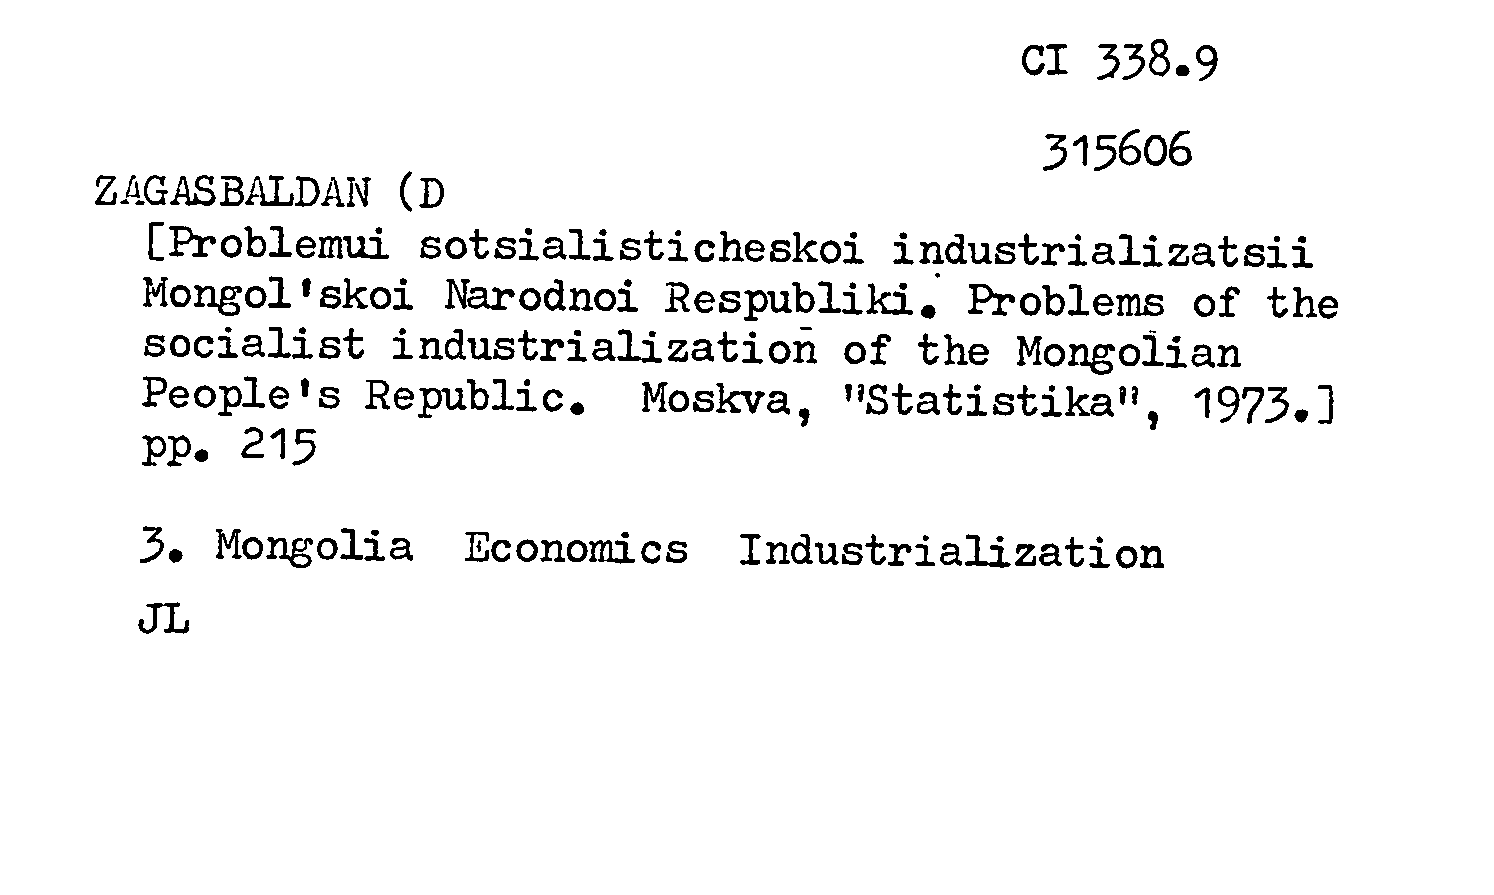 CI 338.9
315606
ZAGASBALDAN (D
[Problemui sotsialisticheskoi industrializatsii
Mongol'skoi Narodnoi Respubliki. Problems of the
socialist industrialization of the Mongolian
People's Republic. Moskva, "Statistika", 1973.]
pp. 215
3. Mongolia Economics Industrialization
JL